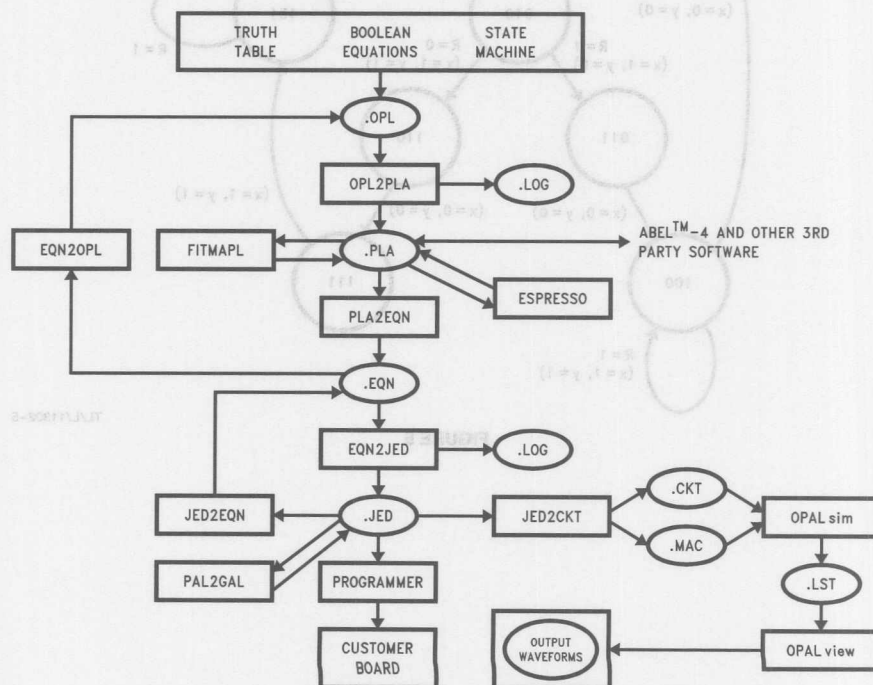 TRUTH TABLE
BOOLEAN EQUATIONS
STATE MACHINE
.OPL
OPL2PLA
.LOG
EQN2OPL
FITMAPL
.PLA
ABEL™-4 AND OTHER 3RD
PARTY SOFTWARE
ESPRESSO
PLA2EQN
.EQN
EQN2JED
.LOG
JED2EQN
.JED
JED2CKT
.CKT
.MAC
OPAL sim
PAL2GAL
PROGRAMMER
.LST
CUSTOMER
BOARD
OUTPUT
WAVEFORMS
OPAL view